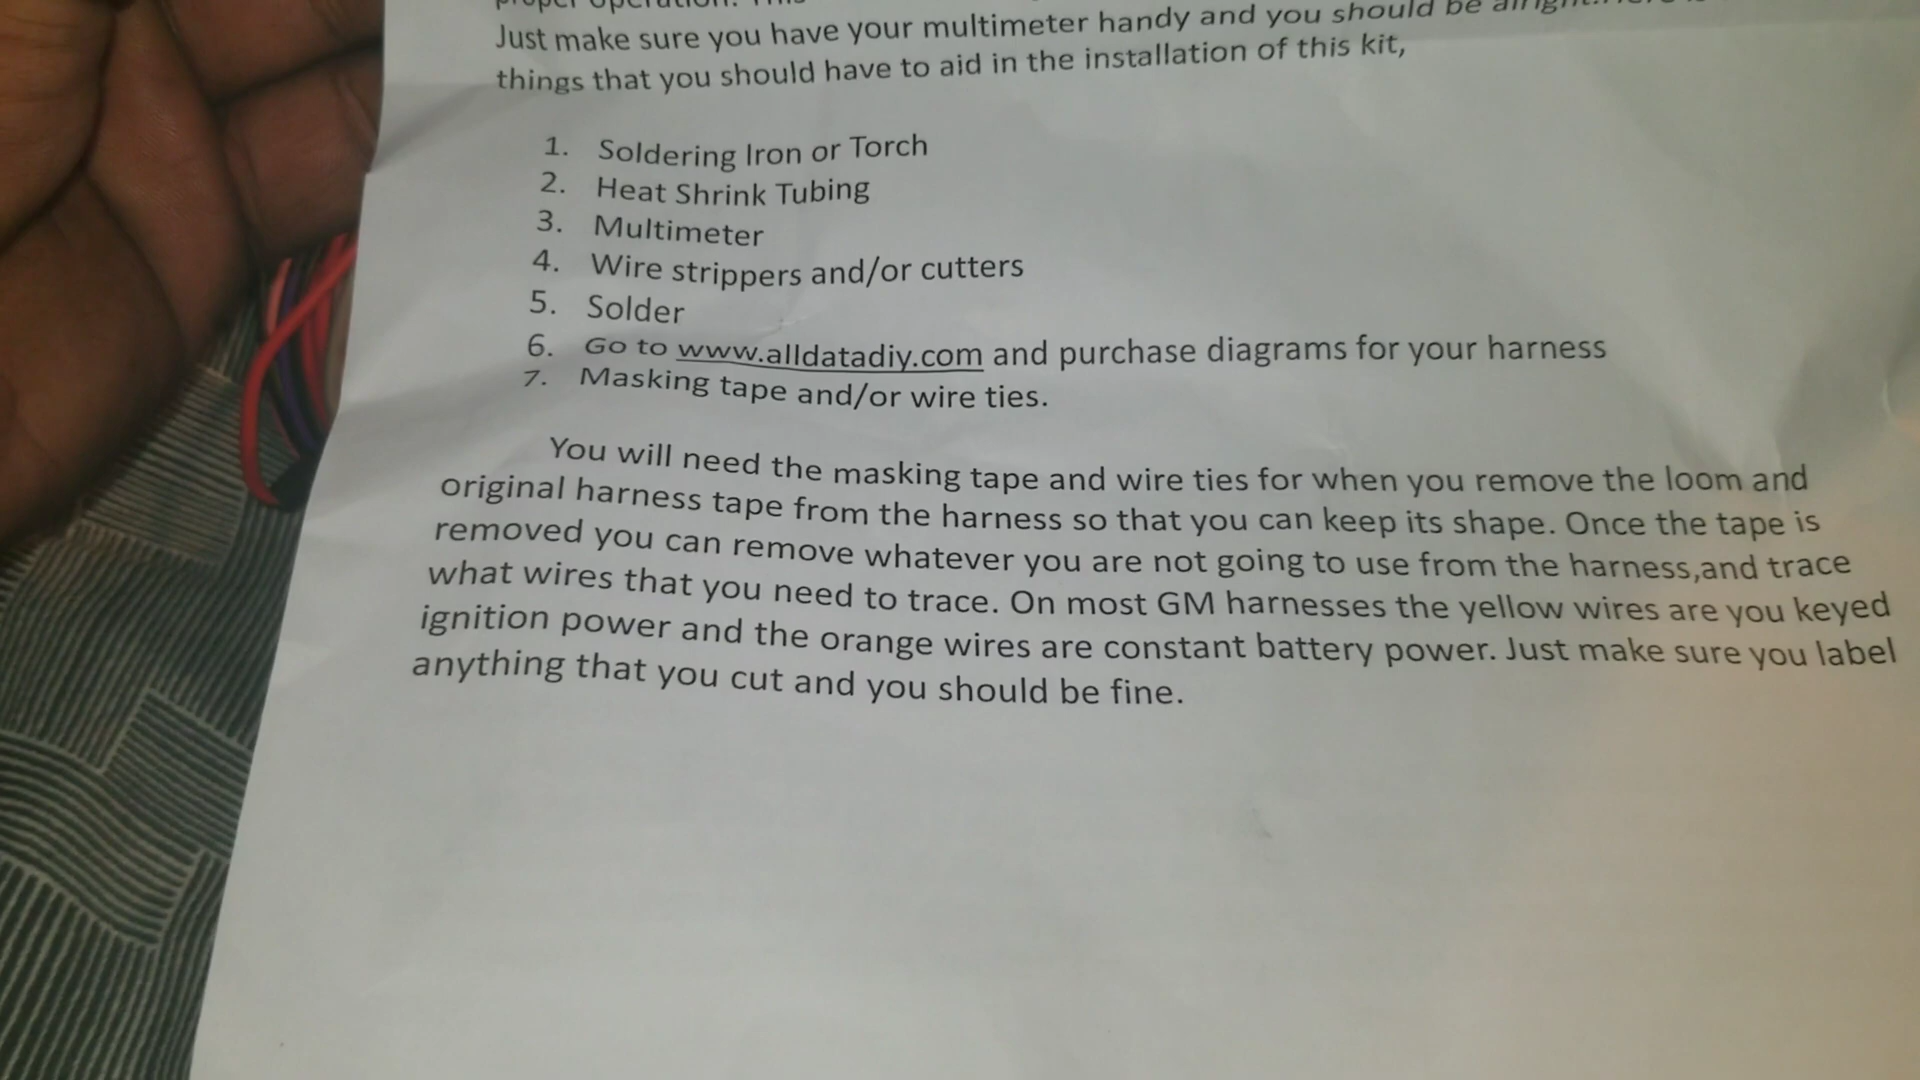 proper operation. This
Just make sure you have your multimeter handy and you should be alright.
things that you should have to aid in the installation of this kit,
1. Soldering Iron or Torch
2. Heat Shrink Tubing
3. Multimeter
4. Wire strippers and/or cutters
5. Solder
6. Go to www.alldatadiy.com and purchase diagrams for your harness
7. Masking tape and/or wire ties.
You will need the masking tape and wire ties for when you remove the loom and
original harness tape from the harness so that you can keep its shape. Once the tape is
removed you can remove whatever you are not going to use from the harness,and trace
what wires that you need to trace. On most GM harnesses the yellow wires are you keyed
ignition power and the orange wires are constant battery power. Just make sure you label
anything that you cut and you should be fine.